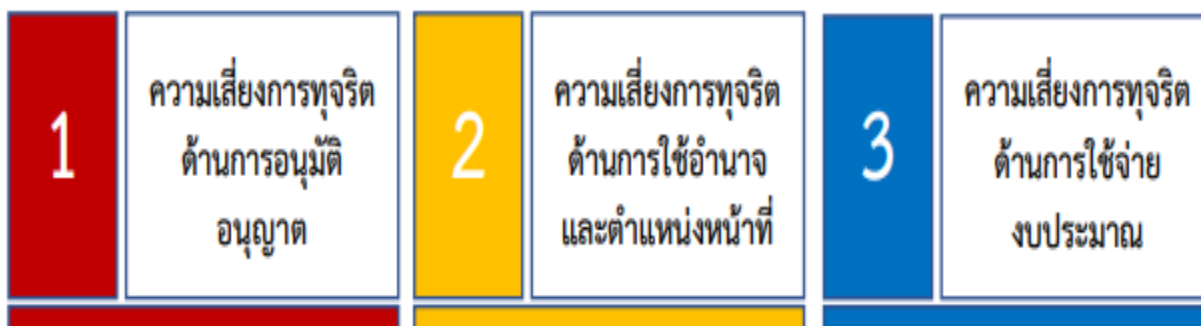 1
ความเสี่ยงการทุจริต
ด้านการอนุมัติ
อนุญาต
2
ความเสี่ยงการทุจริต
ด้านการใช้อำนาจ
และตำแหน่งหน้าที่
3
ความเสี่ยงการทุจริต
ด้านการใช้จ่าย
งบประมาณ